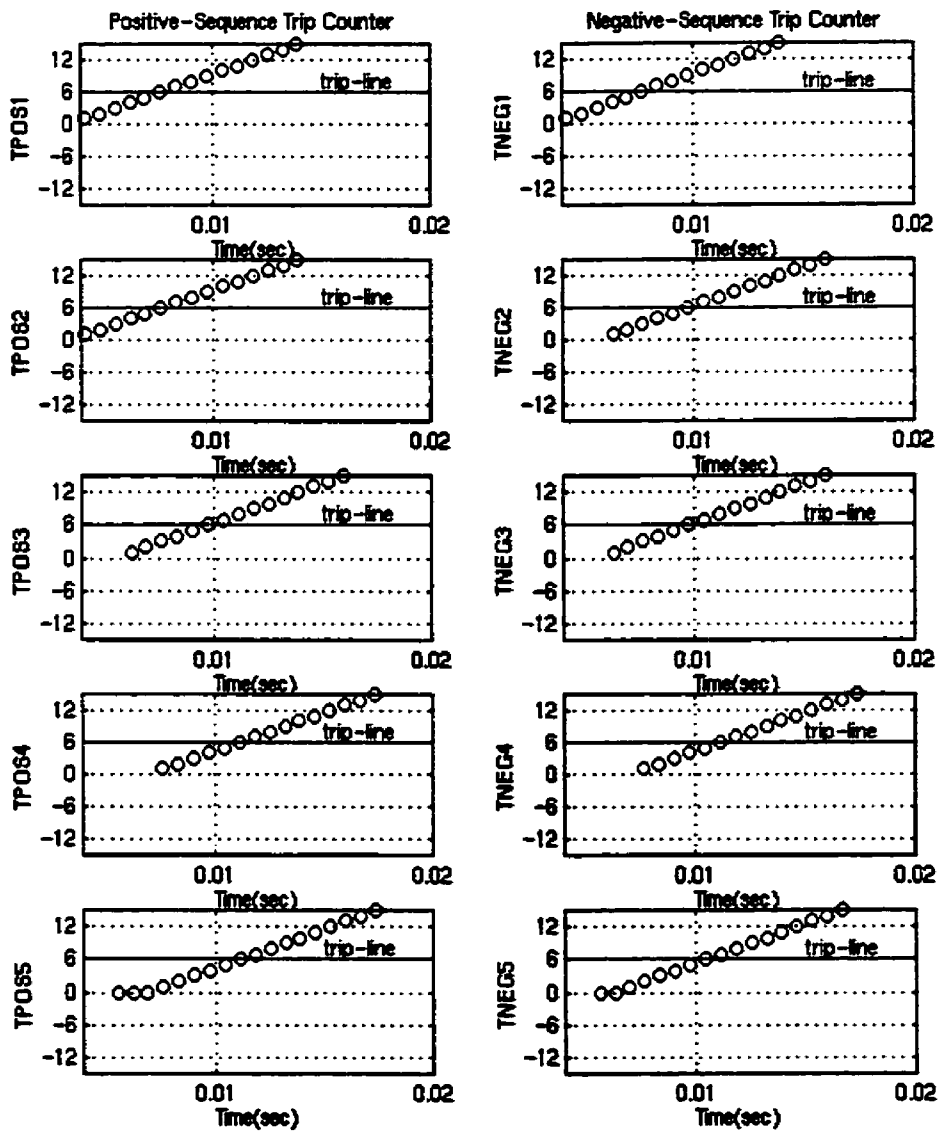 Positive-Sequence Trip Counter
Negative-Sequence Trip Counter
TPOS1
12
6
0
-6
-12
trip-line
0.01
0.02
Time(sec)
TNEG1
12
6
0
-6
-12
trip-line
0.01
0.02
Time(sec)
TPOS2
12
6
0
-6
-12
trip-line
0.01
0.02
Time(sec)
TNEG2
12
6
0
-6
-12
trip-line
0.01
0.02
Time(sec)
TPOS3
12
6
0
-6
-12
trip-line
0.01
0.02
Time(sec)
TNEG3
12
6
0
-6
-12
trip-line
0.01
0.02
Time(sec)
TPOS4
12
6
0
-6
-12
trip-line
0.01
0.02
Time(sec)
TNEG4
12
6
0
-6
-12
trip-line
0.01
0.02
Time(sec)
TPOS5
12
6
0
-6
-12
trip-line
0.01
0.02
Time(sec)
TNEG5
12
6
0
-6
-12
trip-line
0.01
0.02
Time(sec)